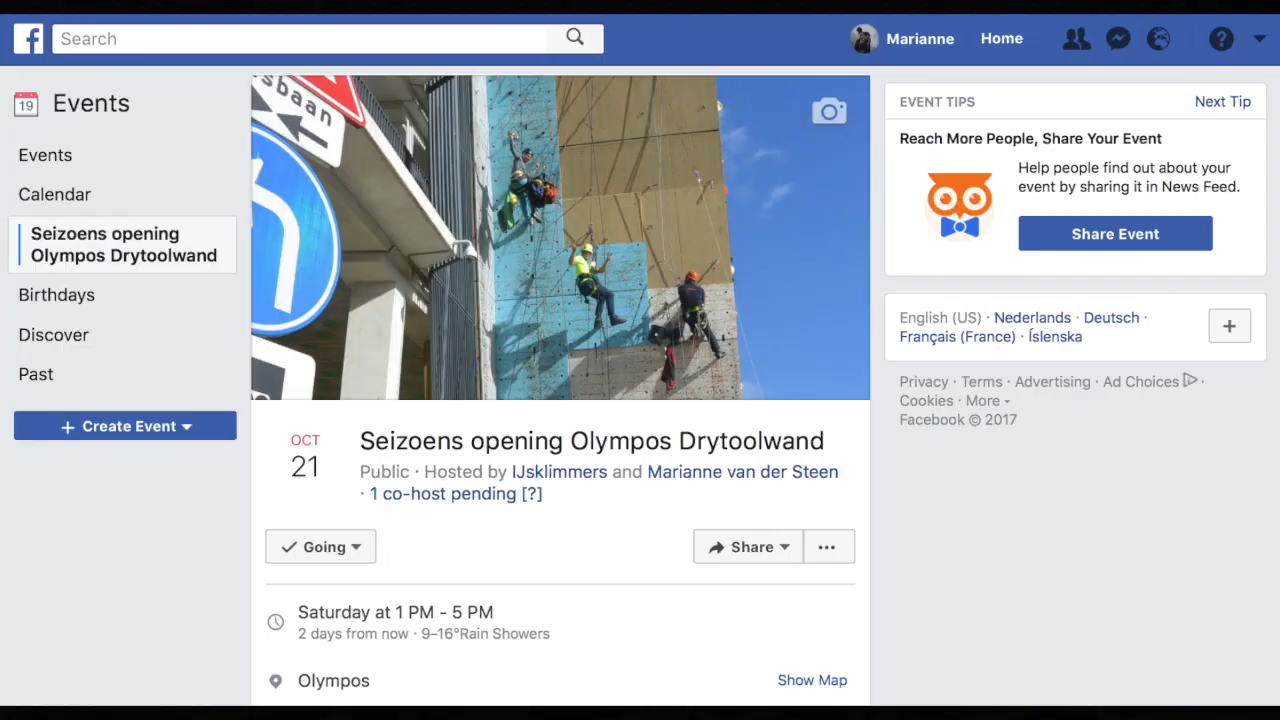 Search
Marianne
Home
?
19
Events
Events
Calendar
Seizoens opening
Olympos Drytoolwand
Birthdays
Discover
Past
+ Create Event
sbaan
OCT
21
Seizoens opening Olympos Drytoolwand
Public · Hosted by IJsklimmers and Marianne van der Steen
· 1 co-host pending [?]
Going
Share
Saturday at 1 PM - 5 PM
2 days from now · 9–16°Rain Showers
Olympos
Show Map
EVENT TIPS
Next Tip
Reach More People, Share Your Event
Help people find out about your
event by sharing it in News Feed.
Share Event
English (US) · Nederlands · Deutsch ·
Français (France) · Íslenska
+
Privacy · Terms · Advertising · Ad Choices ·
Cookies · More
Facebook © 2017